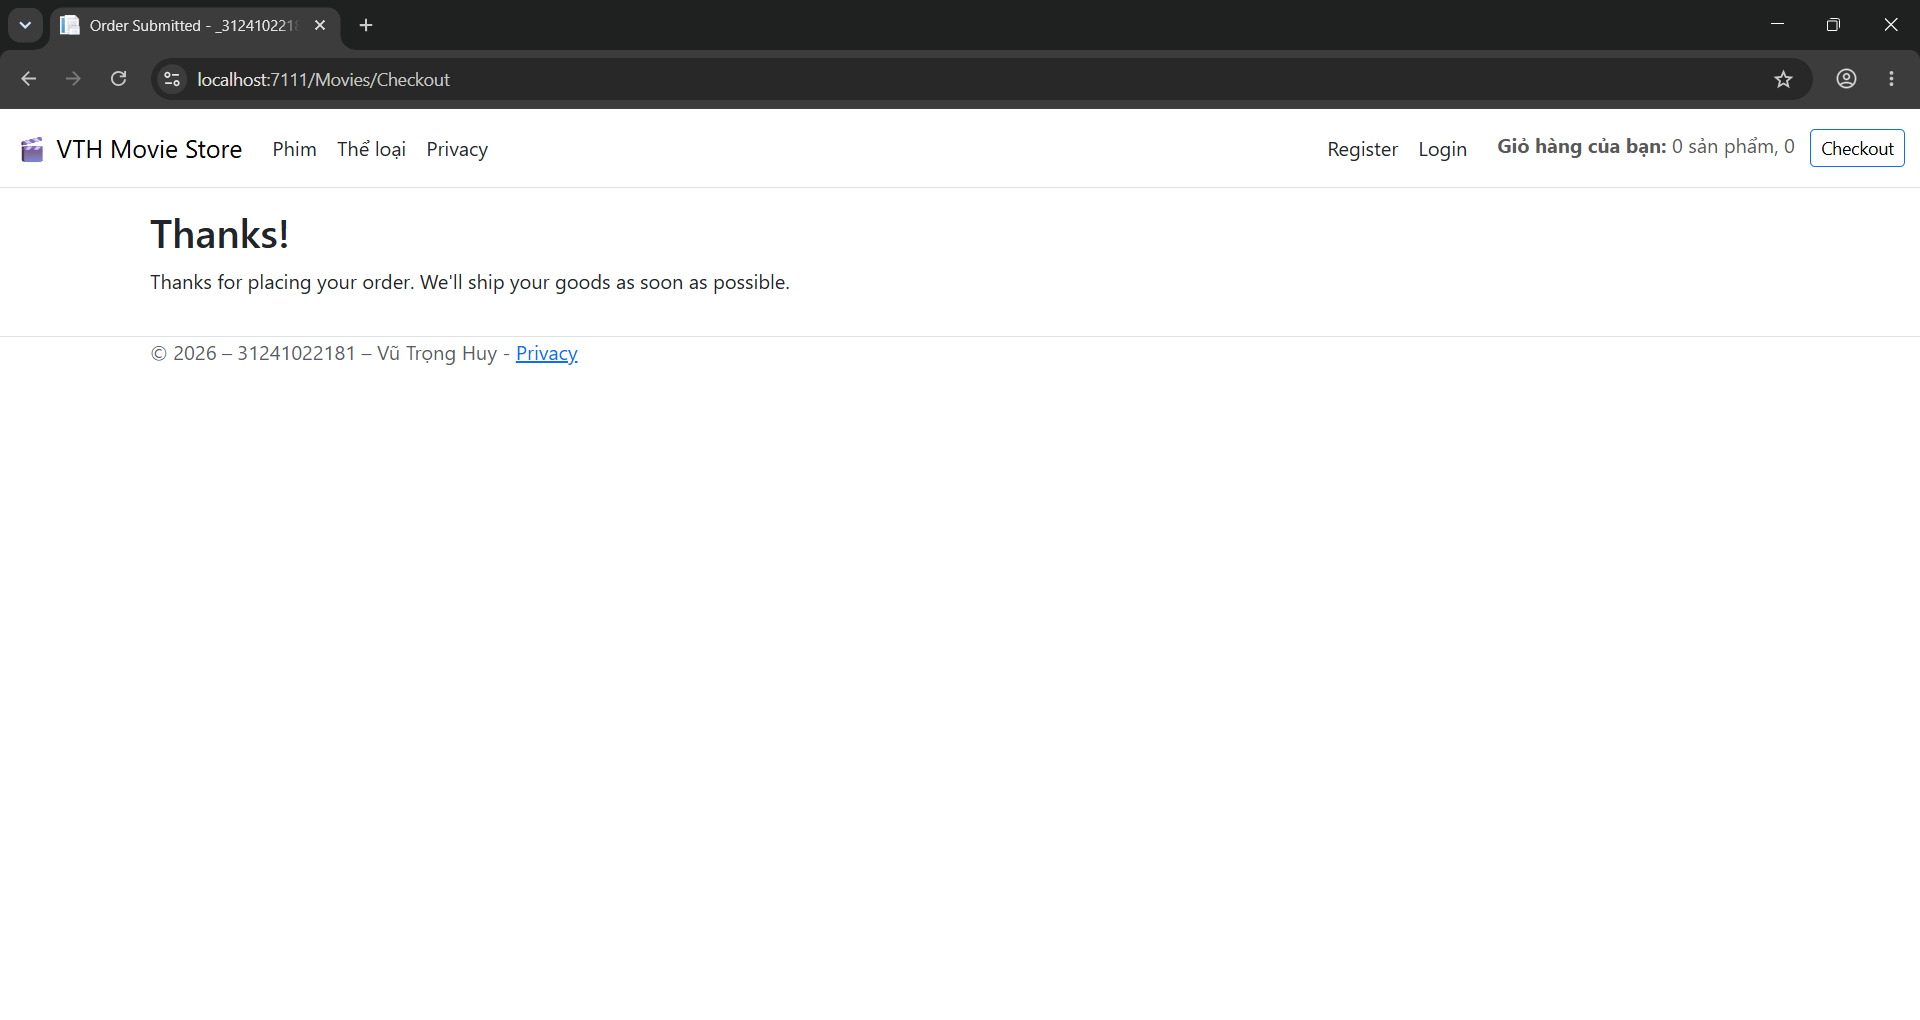 Order Submitted - _3124102218
localhost:7111/Movies/Checkout
VTH Movie Store Phim Thể loại Privacy Register Login Giỏ hàng của bạn: 0 sản phẩm, 0 Checkout
Thanks!
Thanks for placing your order. We'll ship your goods as soon as possible.
© 2026 – 31241022181 – Vũ Trọng Huy - Privacy